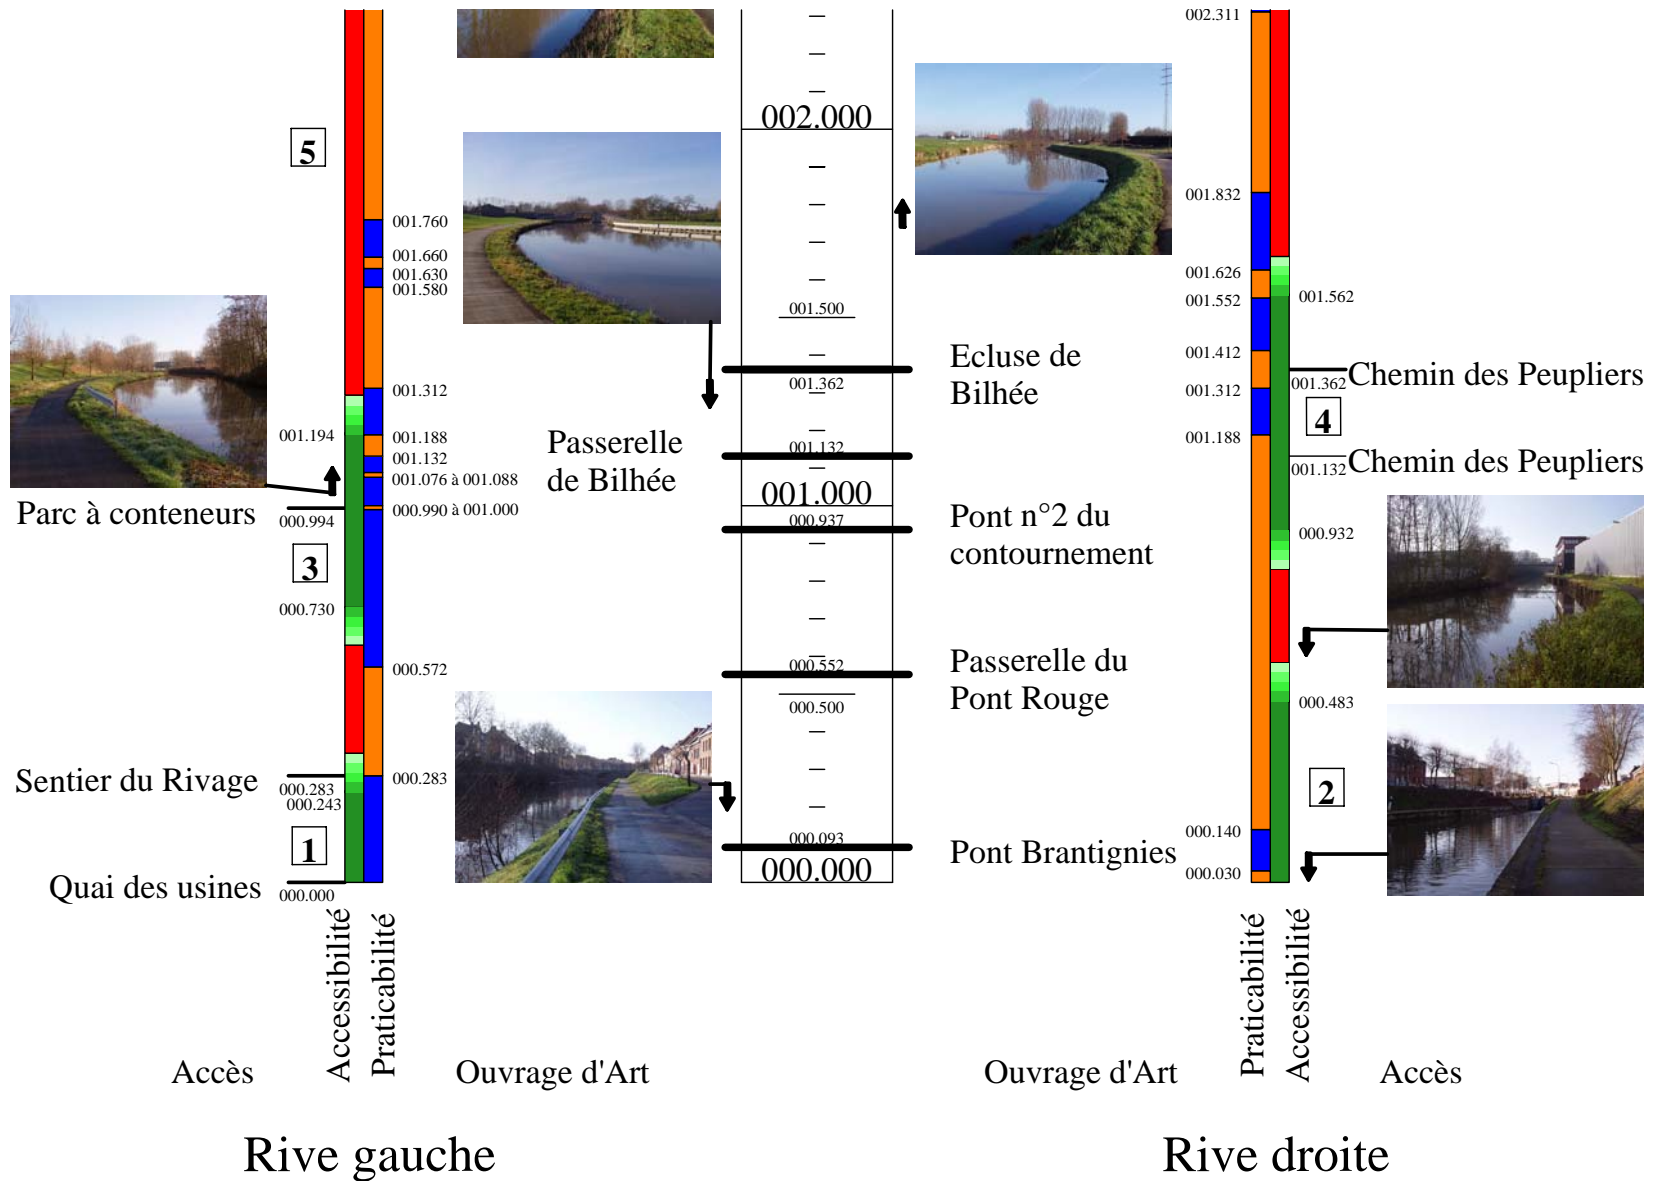 002.311
002.000
5
001.832
001.760
001.660
001.630
001.580
001.626
001.552
001.562
001.500
Ecluse de
Bilhée
001.412
001.362
001.362
Chemin des Peupliers
001.312
001.312
4
001.194
001.188
001.188
Passerelle
de Bilhée
001.132
001.132
001.132
Chemin des Peupliers
001.076 à 001.088
001.000
Parc à conteneurs
000.994
000.990 à 001.000
000.937
Pont n°2 du
contournement
000.932
3
000.730
000.572
000.552
Passerelle du
Pont Rouge
000.500
000.483
Sentier du Rivage
000.283
000.283
000.243
2
1
000.140
000.093
Pont Brantignies
000.030
000.000
Quai des usines
000.000
Accessibilité
Praticabilité
Praticabilité
Accessibilité
Accès
Ouvrage d'Art
Ouvrage d'Art
Accès
Rive gauche
Rive droite